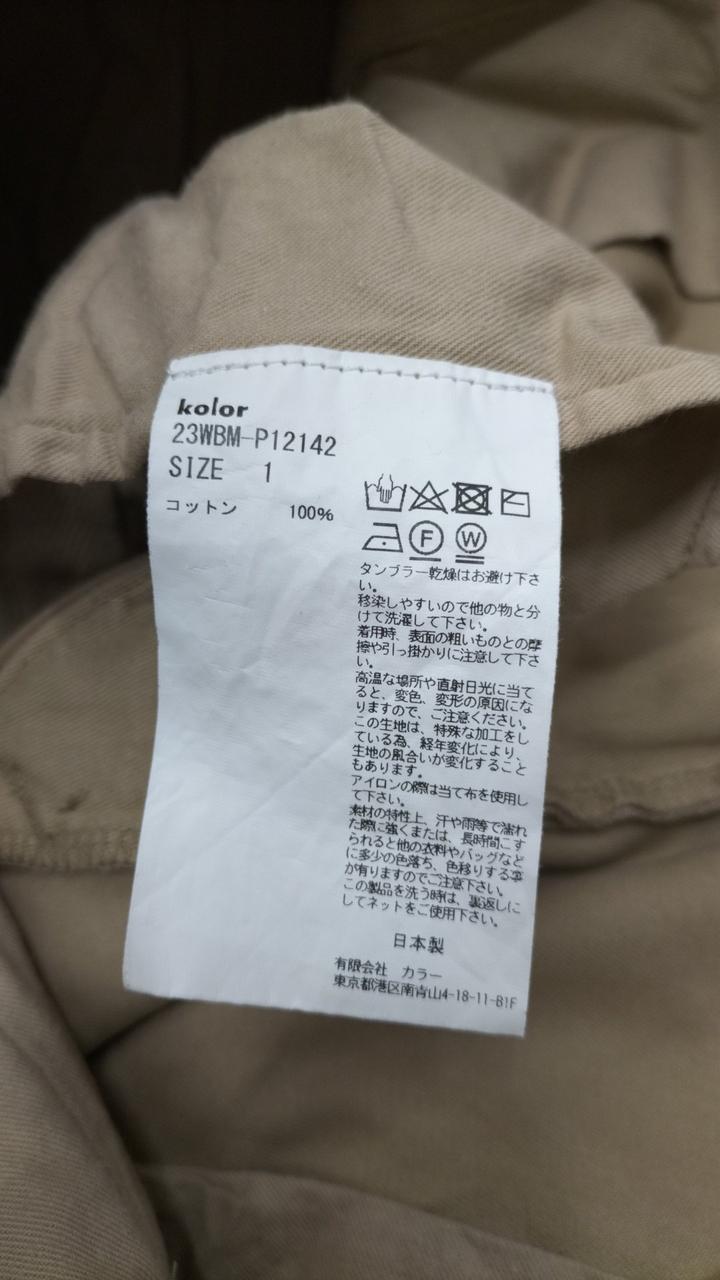 kolor
23WBM-P12142
SIZE 1
コットン 100%
F W
タンブラー乾燥はお避け下さ
い。
移染しやすいので他の物と分
けて洗濯して下さい。
着用時、表面の粗いものとの摩
擦や引っ掛かりに注意して下さ
い。
高温な場所や直射日光に当て
ると、変色、変形の原因にな
りますので、ご注意ください。
この生地は、特殊な加工をし
ている為、経年変化により、
生地の風合いが変化すること
もあります。
アイロンの際は当て布を使用し
て下さい。
素材の特性上、汗や雨等で濡れ
た際に強くまたは、長時間こす
られると他の衣料やバッグなど
に多少の色落ち、色移りする事
が有りますのでご注意下さい。
この製品を洗う時は、裏返しに
してネットをご使用下さい。
日本製
有限会社 カラー
東京都港区南青山4-18-11-B1F